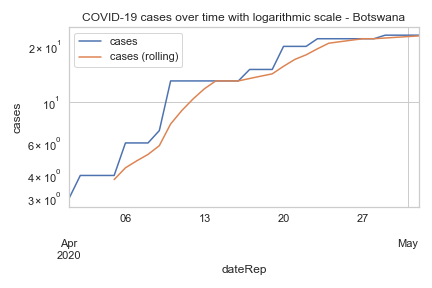 COVID-19 cases over time with logarithmic scale - Botswana
cases
cases (rolling)
2 × 10¹
10¹
6 × 10⁰
4 × 10⁰
3 × 10⁰
cases
06
13
20
27
Apr
2020
May
dateRep